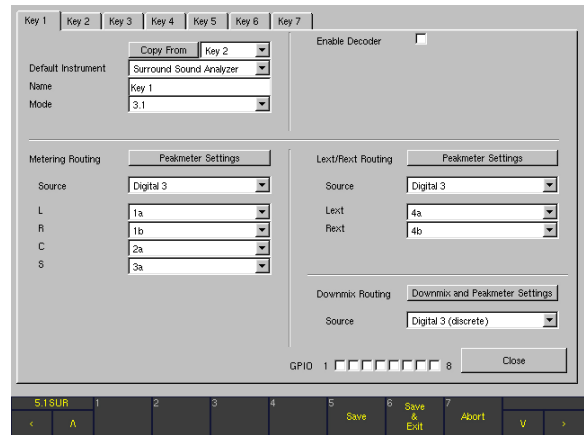 Key 1 Key 2 Key 3 Key 4 Key 5 Key 6 Key 7
Copy From Key 2
Enable Decoder
Default Instrument Surround Sound Analyzer
Name Key 1
Mode 3.1
Metering Routing Peakmeter Settings
Source Digital 3
L 1a
R 1b
C 2a
S 3a
Lext/Rext Routing Peakmeter Settings
Source Digital 3
Lext 4a
Rext 4b
Downmix Routing Downmix and Peakmeter Settings
Source Digital 3 (discrete)
GPIO 1 8 Close
5.1SUR 1 2 3 4 5 6 7
Save Save & Exit Abort
< Λ V >